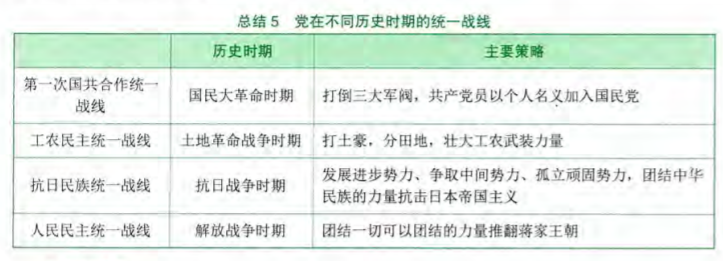 总结5 党在不同历史时期的统一战线
历史时期 主要策略
第一次国共合作统一战线 国民大革命时期 打倒三大军阀，共产党员以个人名义加入国民党
工农民主统一战线 土地革命战争时期 打土豪，分田地，壮大工农武装力量
抗日民族统一战线 抗日战争时期 发展进步势力、争取中间势力、孤立顽固势力，团结中华民族的力量抗击日本帝国主义
人民民主统一战线 解放战争时期 团结一切可以团结的力量推翻蒋家王朝